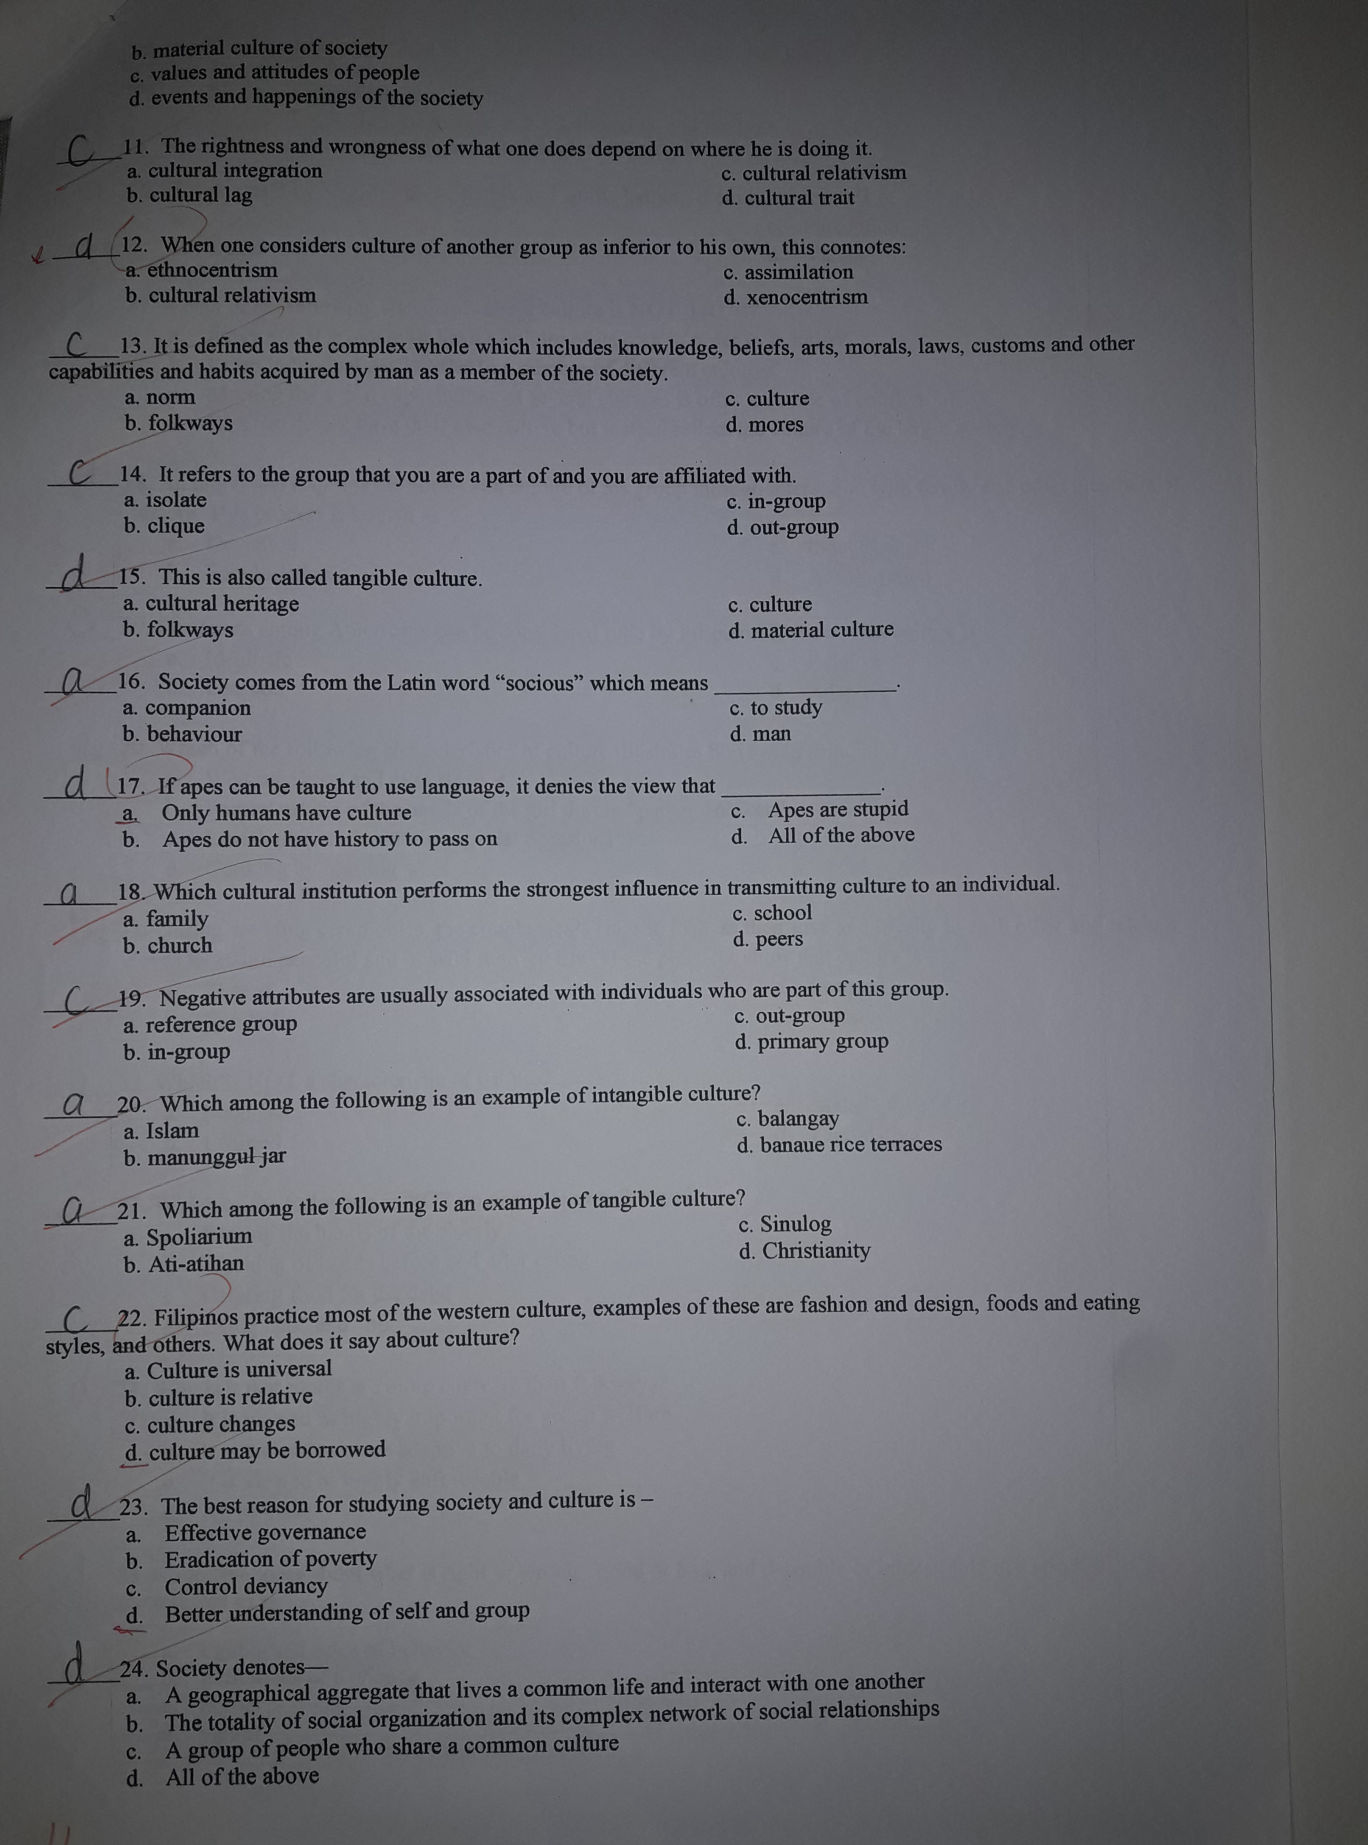 b. material culture of society
c. values and attitudes of people
d. events and happenings of the society
C 11. The rightness and wrongness of what one does depend on where he is doing it.
a. cultural integration c. cultural relativism
b. cultural lag d. cultural trait
d 12. When one considers culture of another group as inferior to his own, this connotes:
a. ethnocentrism c. assimilation
b. cultural relativism d. xenocentrism
C 13. It is defined as the complex whole which includes knowledge, beliefs, arts, morals, laws, customs and other
capabilities and habits acquired by man as a member of the society.
a. norm c. culture
b. folkways d. mores
C 14. It refers to the group that you are a part of and you are affiliated with.
a. isolate c. in-group
b. clique d. out-group
d 15. This is also called tangible culture.
a. cultural heritage c. culture
b. folkways d. material culture
a 16. Society comes from the Latin word “socious” which means ________________.
a. companion c. to study
b. behaviour d. man
d 17. If apes can be taught to use language, it denies the view that ______________.
a. Only humans have culture c. Apes are stupid
b. Apes do not have history to pass on d. All of the above
a 18. Which cultural institution performs the strongest influence in transmitting culture to an individual.
a. family c. school
b. church d. peers
C 19. Negative attributes are usually associated with individuals who are part of this group.
a. reference group c. out-group
b. in-group d. primary group
a 20. Which among the following is an example of intangible culture?
a. Islam c. balangay
b. manunggul jar d. banaue rice terraces
a 21. Which among the following is an example of tangible culture?
a. Spoliarium c. Sinulog
b. Ati-atihan d. Christianity
C 22. Filipinos practice most of the western culture, examples of these are fashion and design, foods and eating
styles, and others. What does it say about culture?
a. Culture is universal
b. culture is relative
c. culture changes
d. culture may be borrowed
d 23. The best reason for studying society and culture is –
a. Effective governance
b. Eradication of poverty
c. Control deviancy
d. Better understanding of self and group
d 24. Society denotes—
a. A geographical aggregate that lives a common life and interact with one another
b. The totality of social organization and its complex network of social relationships
c. A group of people who share a common culture
d. All of the above